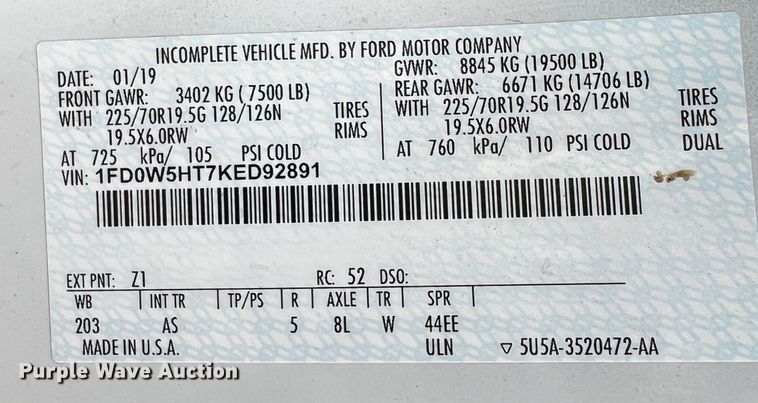 INCOMPLETE VEHICLE MFD. BY FORD MOTOR COMPANY
DATE: 01/19
GVWR: 8845 KG (19500 LB)
FRONT GAWR: 3402 KG (7500 LB)
REAR GAWR: 6671 KG (14706 LB)
WITH 225/70R19.5G 128/126N TIRES
WITH 225/70R19.5G 128/126N TIRES
19.5X6.0RW RIMS
19.5X6.0RW RIMS
AT 725 kPa/ 105 PSI COLD
AT 760 kPa/ 110 PSI COLD DUAL
VIN: 1FD0W5HT7KED92891
EXT PNT: Z1 RC: 52 DSO:
WB INT TR TP/PS R AXLE TR SPR
203 AS 5 8L W 44EE
MADE IN U.S.A. ULN ▽ 5U5A-3520472-AA
Purple Wave Auction